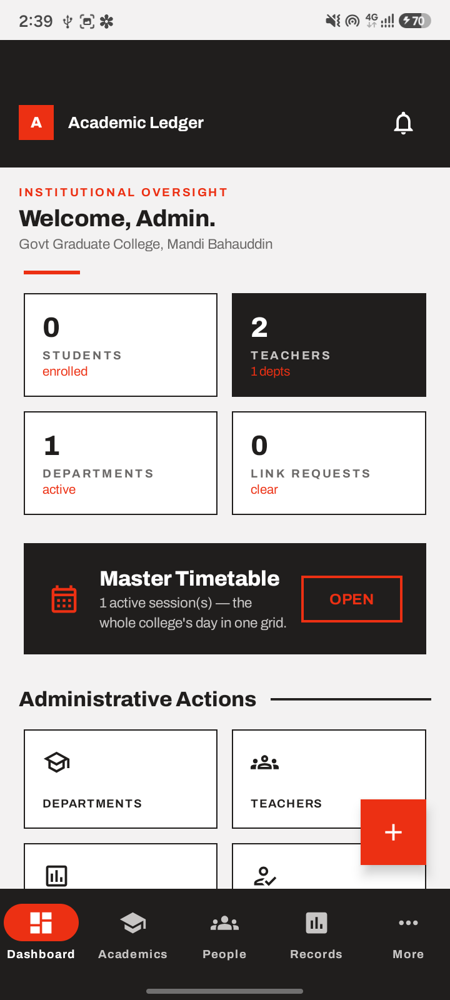 2:39
4G
70
A
Academic Ledger
INSTITUTIONAL OVERSIGHT
Welcome, Admin.
Govt Graduate College, Mandi Bahauddin
0
STUDENTS
enrolled
2
TEACHERS
1 depts
1
DEPARTMENTS
active
0
LINK REQUESTS
clear
Master Timetable
1 active session(s) — the
whole college's day in one grid.
OPEN
Administrative Actions
DEPARTMENTS
TEACHERS
+
Dashboard
Academics
People
Records
More